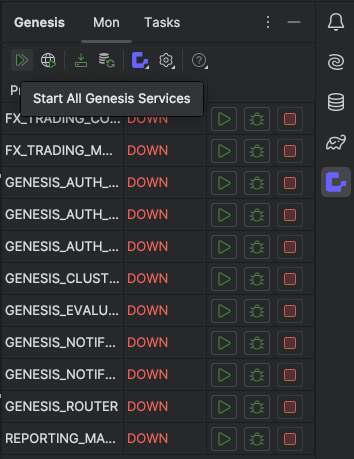 Genesis Mon Tasks
Start All Genesis Services
FX_TRADING_CO... DOWN
FX_TRADING_M... DOWN
GENESIS_AUTH_... DOWN
GENESIS_AUTH_... DOWN
GENESIS_AUTH_... DOWN
GENESIS_CLUST... DOWN
GENESIS_EVALU... DOWN
GENESIS_NOTIF... DOWN
GENESIS_NOTIF... DOWN
GENESIS_ROUTER DOWN
REPORTING_MA... DOWN